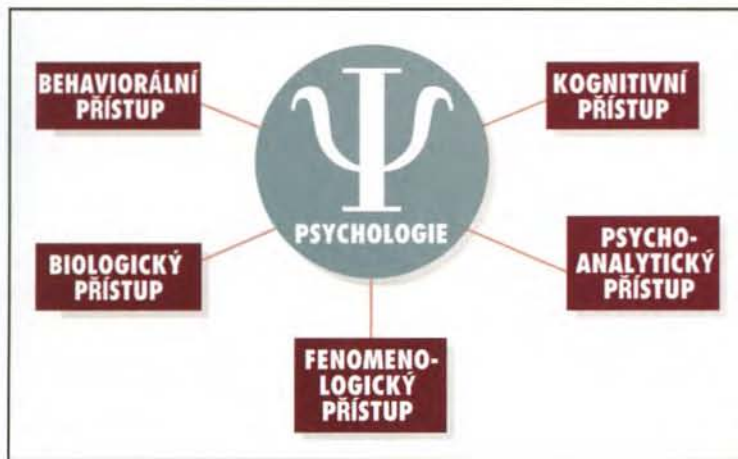 BEHAVIORÁLNÍ
PŘÍSTUP
KOGNITIVNÍ
PŘÍSTUP
Ψ
PSYCHOLOGIE
BIOLOGICKÝ
PŘÍSTUP
PSYCHO-
ANALYTICKÝ
PŘÍSTUP
FENOMENO-
LOGICKÝ
PŘÍSTUP